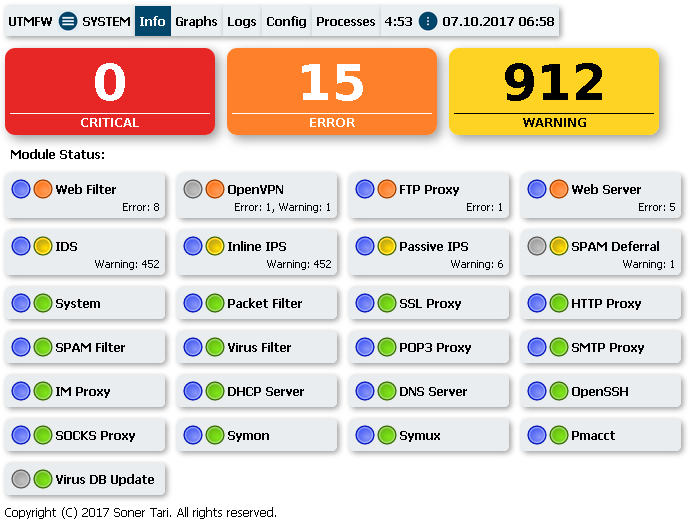 UTMFW SYSTEM Info Graphs Logs Config Processes 4:53 07.10.2017 06:58
0 15 912
CRITICAL ERROR WARNING
Module Status:
Web Filter OpenVPN FTP Proxy Web Server
Error: 8 Error: 1, Warning: 1 Error: 1 Error: 5
IDS Inline IPS Passive IPS SPAM Deferral
Warning: 452 Warning: 452 Warning: 6 Warning: 1
System Packet Filter SSL Proxy HTTP Proxy
SPAM Filter Virus Filter POP3 Proxy SMTP Proxy
IM Proxy DHCP Server DNS Server OpenSSH
SOCKS Proxy Symon Symux Pmacct
Virus DB Update
Copyright (C) 2017 Soner Tari. All rights reserved.